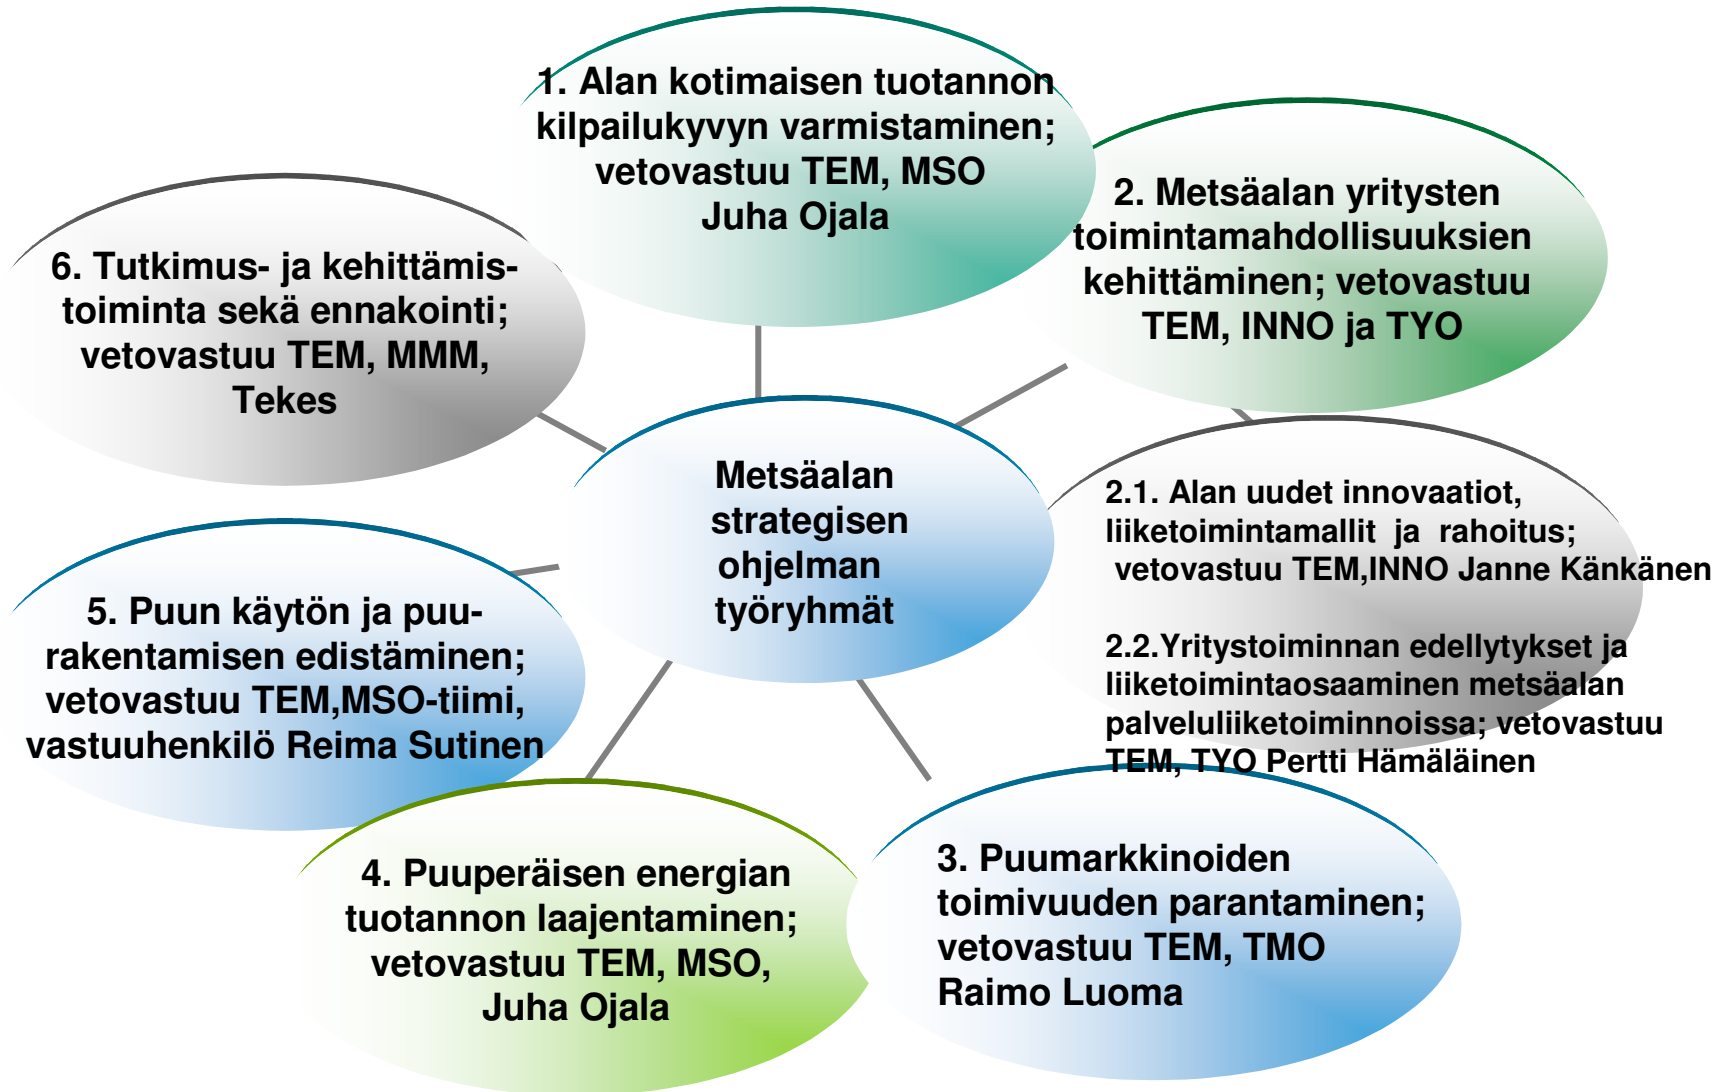 1. Alan kotimaisen tuotannon
kilpailukyvyn varmistaminen;
vetovastuu TEM, MSO
Juha Ojala
2. Metsäalan yritysten
toimintamahdollisuuksien
kehittäminen; vetovastuu
TEM, INNO ja TYO
2.1. Alan uudet innovaatiot,
liiketoimintamallit ja rahoitus;
vetovastuu TEM,INNO Janne Känkänen
2.2.Yritystoiminnan edellytykset ja
liiketoimintaosaaminen metsäalan
palveluliiketoiminnoissa; vetovastuu
TEM, TYO Pertti Hämäläinen
3. Puumarkkinoiden
toimivuuden parantaminen;
vetovastuu TEM, TMO
Raimo Luoma
4. Puuperäisen energian
tuotannon laajentaminen;
vetovastuu TEM, MSO,
Juha Ojala
5. Puun käytön ja puu-
rakentamisen edistäminen;
vetovastuu TEM,MSO-tiimi,
vastuuhenkilö Reima Sutinen
6. Tutkimus- ja kehittämis-
toiminta sekä ennakointi;
vetovastuu TEM, MMM,
Tekes
Metsäalan
strategisen
ohjelman
työryhmät